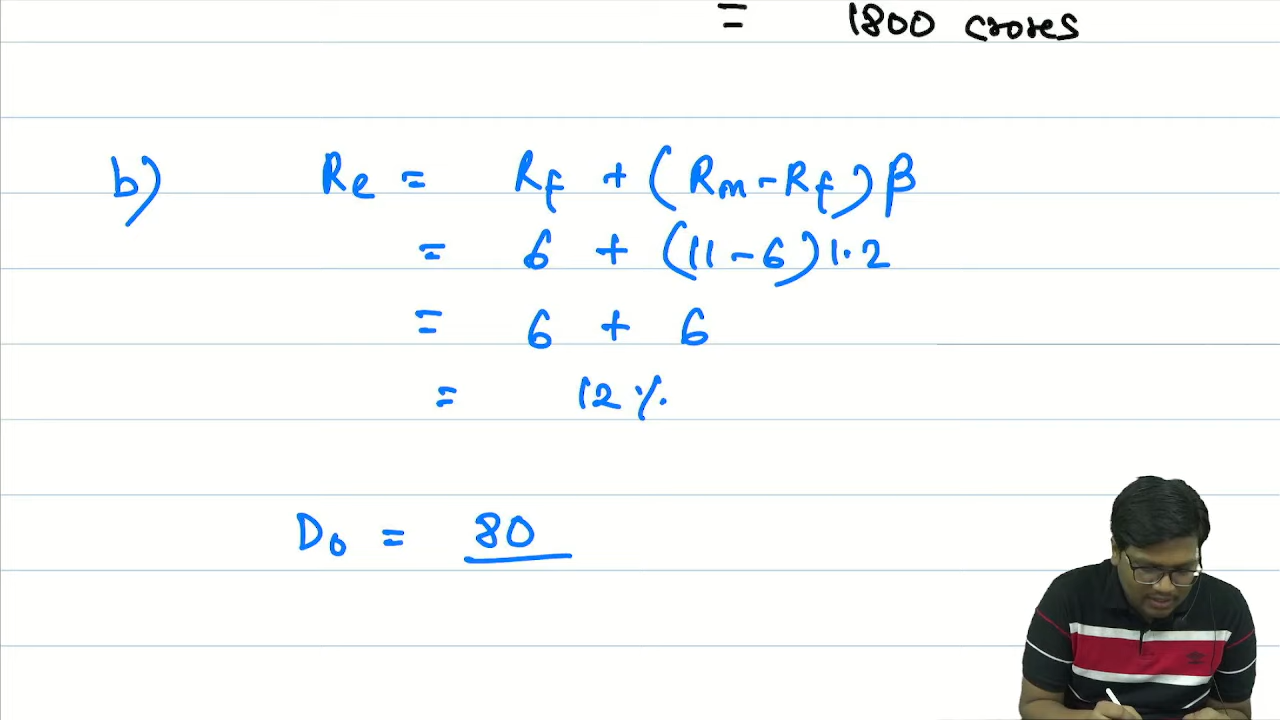 = 1800 crores
b) Re = Rf + (Rm-Rf)β
= 6 + (11-6)1.2
= 6 + 6
= 12%
D0 = 80